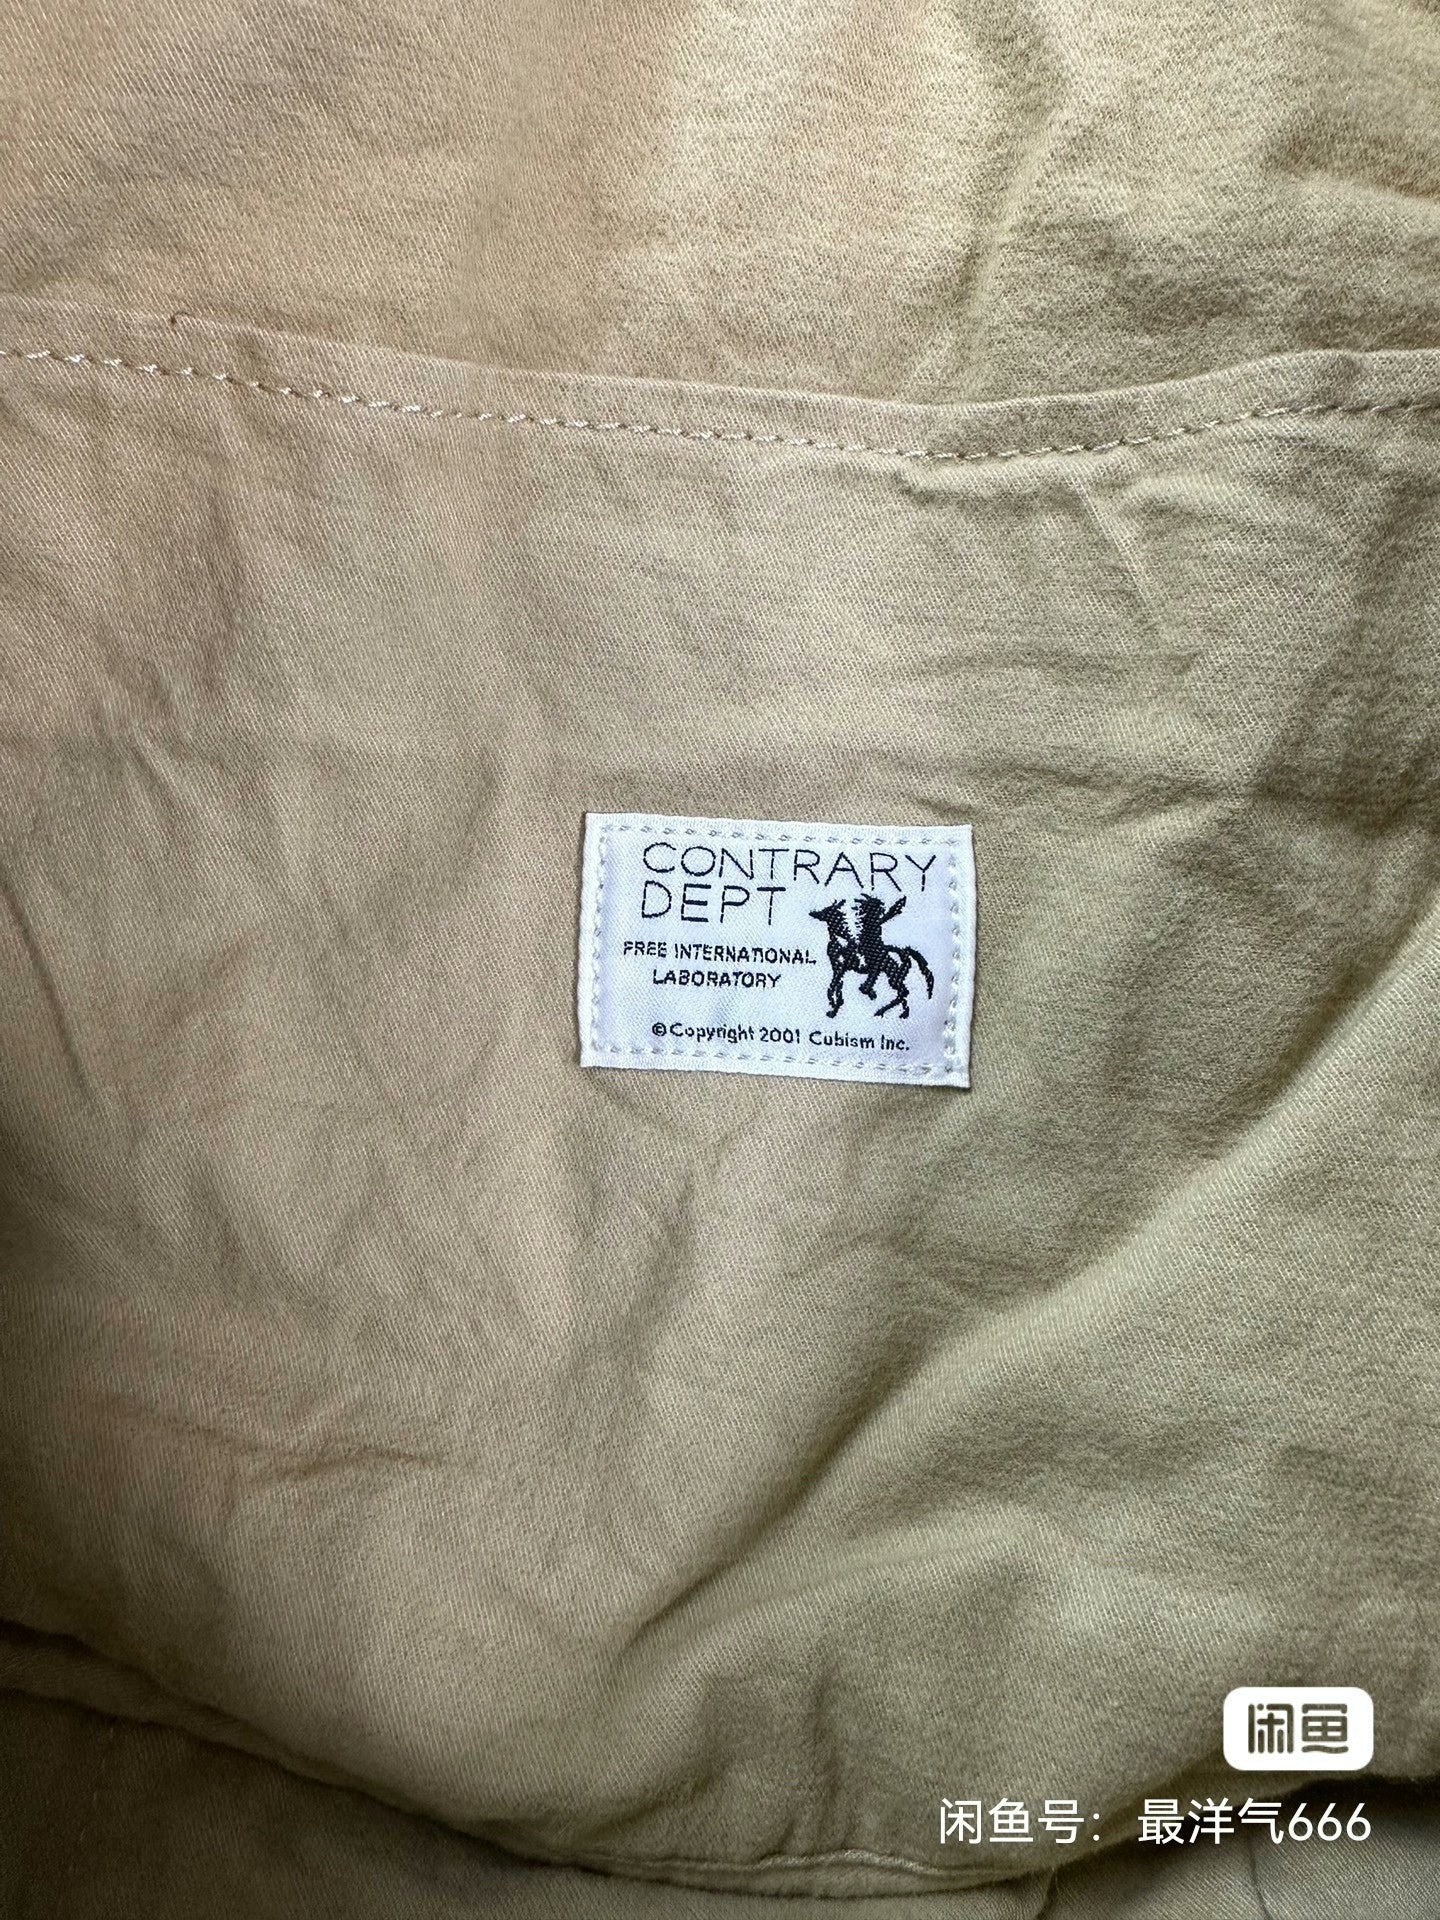 CONTRARY
DEPT
FREE INTERNATIONAL
LABORATORY
©Copyright 2001 Cubism Inc.
闲鱼
闲鱼号：最洋气666